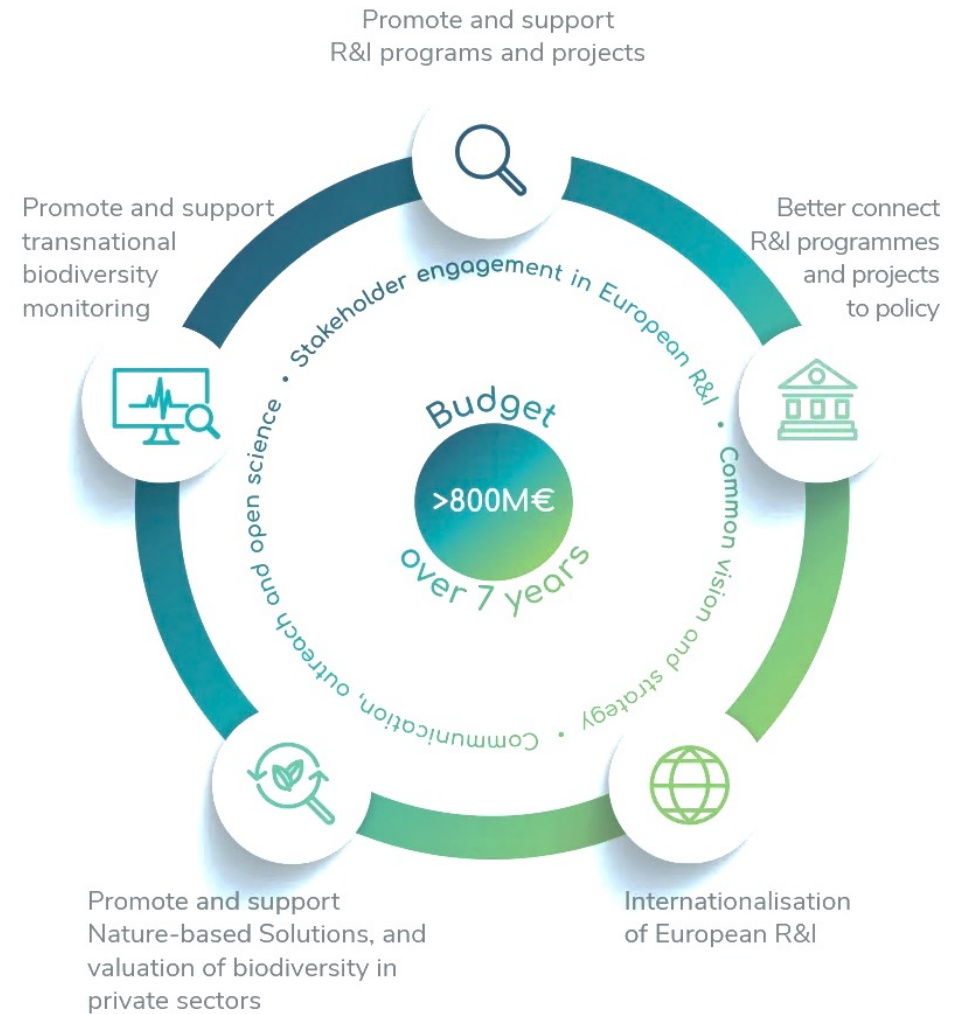 Promote and support
R&I programs and projects
Better connect
R&I programmes
and projects
to policy
Internationalisation
of European R&I
Promote and support
Nature-based Solutions, and
valuation of biodiversity in
private sectors
Promote and support
transnational
biodiversity
monitoring
• Stakeholder engagement in European R&I • Common vision and strategy • Communication, outreach and open science
Budget
>800M€
over 7 years